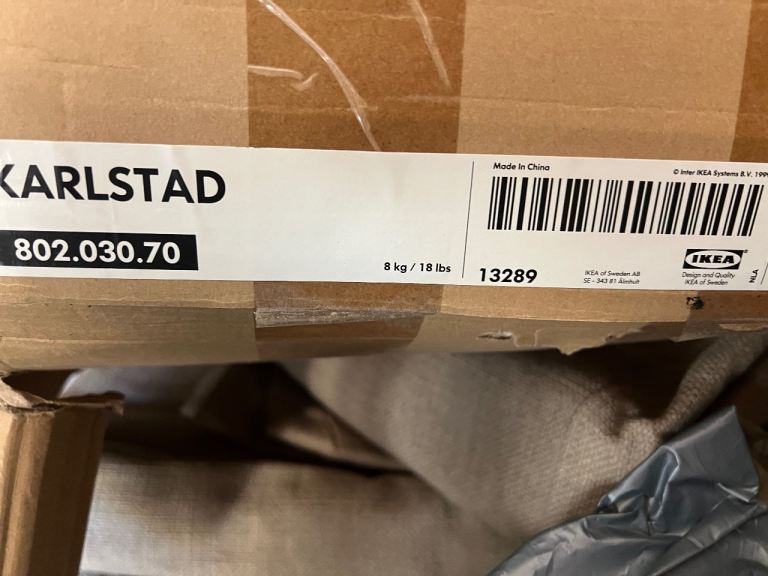 KARLSTAD
802.030.70
8 kg / 18 lbs
Made In China
© Inter IKEA Systems B.V. 1999
13289
IKEA of Sweden AB
SE - 343 81 Älmhult
IKEA®
Design and Quality
IKEA of Sweden
NLA